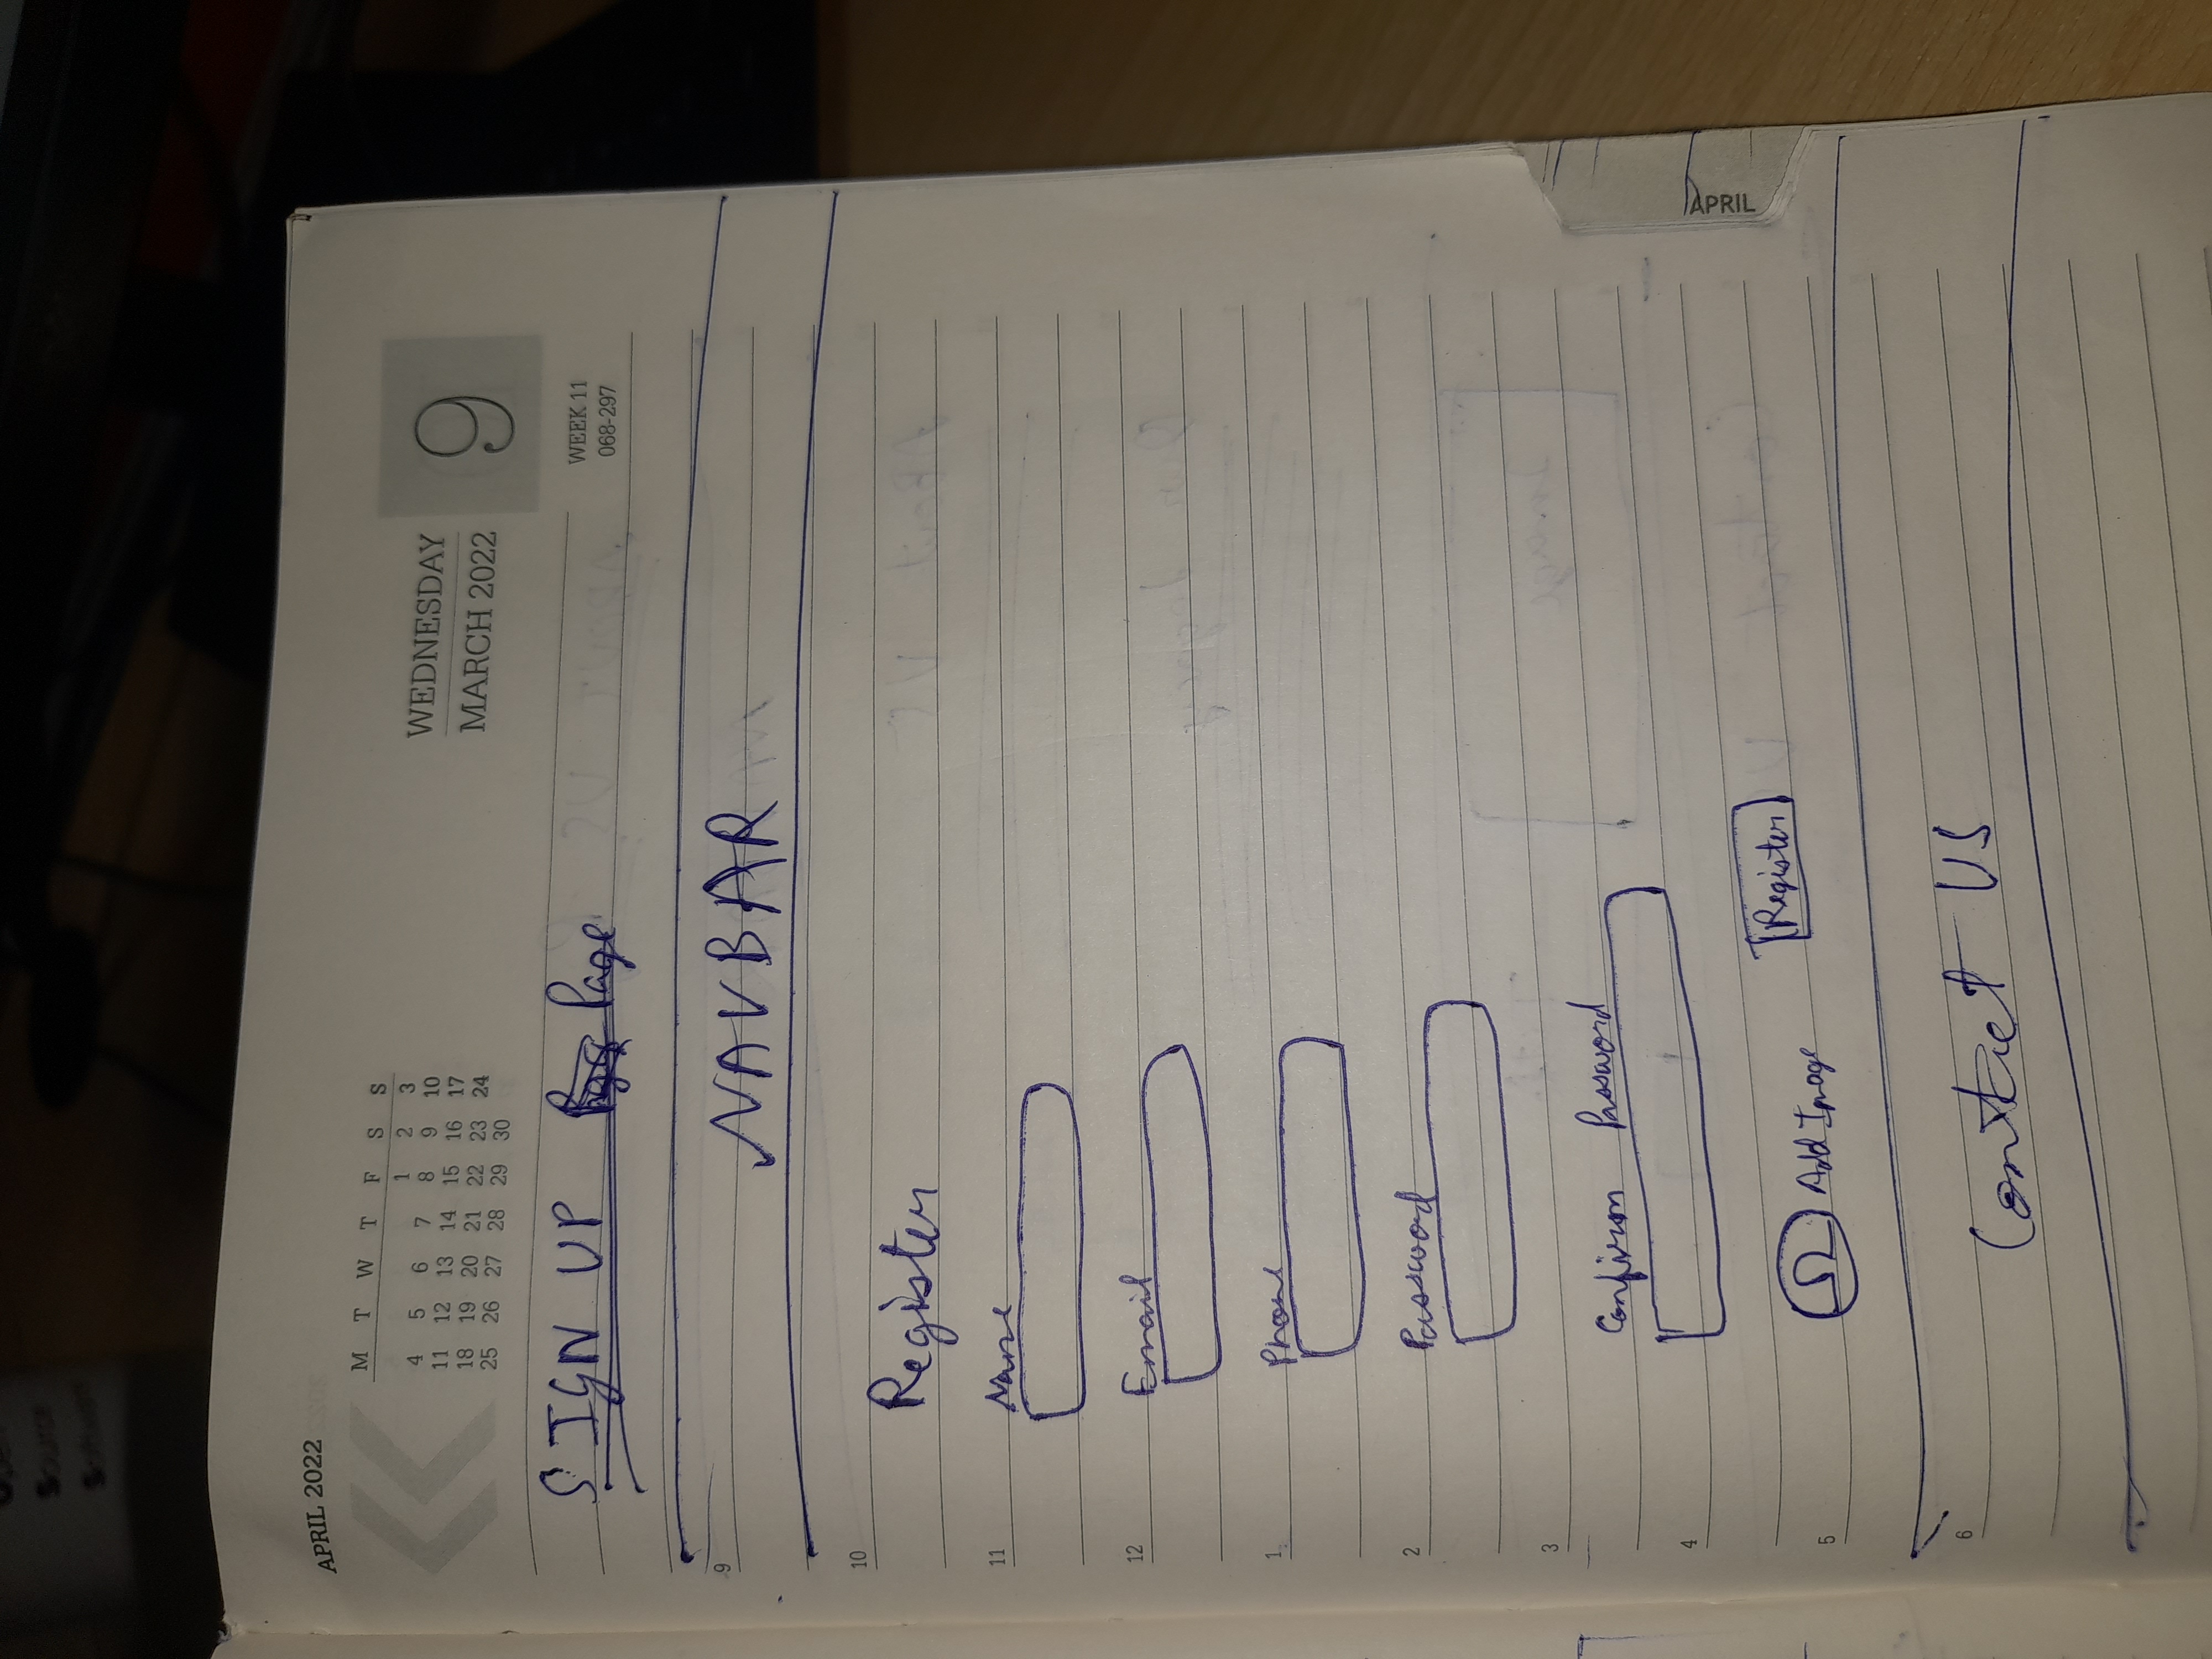 Open
Source
Software
APRIL 2022
M T W T F S S
1 2 3
4 5 6 7 8 9 10
11 12 13 14 15 16 17
18 19 20 21 22 23 24
25 26 27 28 29 30
WEDNESDAY
MARCH 2022
9
WEEK 11
068-297
SIGN UP Page
9
NAVBAR
10
Register
11
Name
12
Email
1
Phone
2
Password
3
Confirm Password
4
Register
5
Add Image
APRIL
6
Contact US